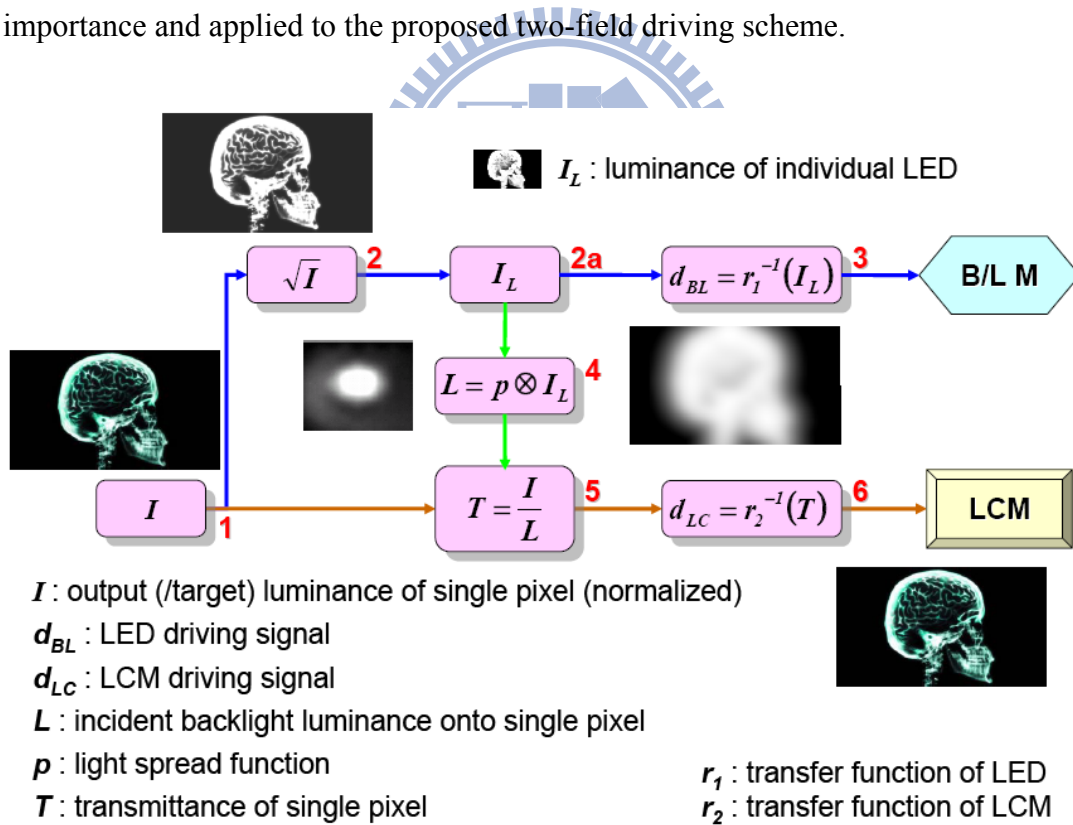 importance and applied to the proposed two-field driving scheme.
I_L : luminance of individual LED
√I 2 I_L 2a d_BL = r_1^{-1}(I_L) 3 B/L M
L = p ⊗ I_L 4
I 1 T = I/L 5 d_LC = r_2^{-1}(T) 6 LCM
I : output (/target) luminance of single pixel (normalized)
d_BL : LED driving signal
d_LC : LCM driving signal
L : incident backlight luminance onto single pixel
p : light spread function
T : transmittance of single pixel
r_1 : transfer function of LED
r_2 : transfer function of LCM